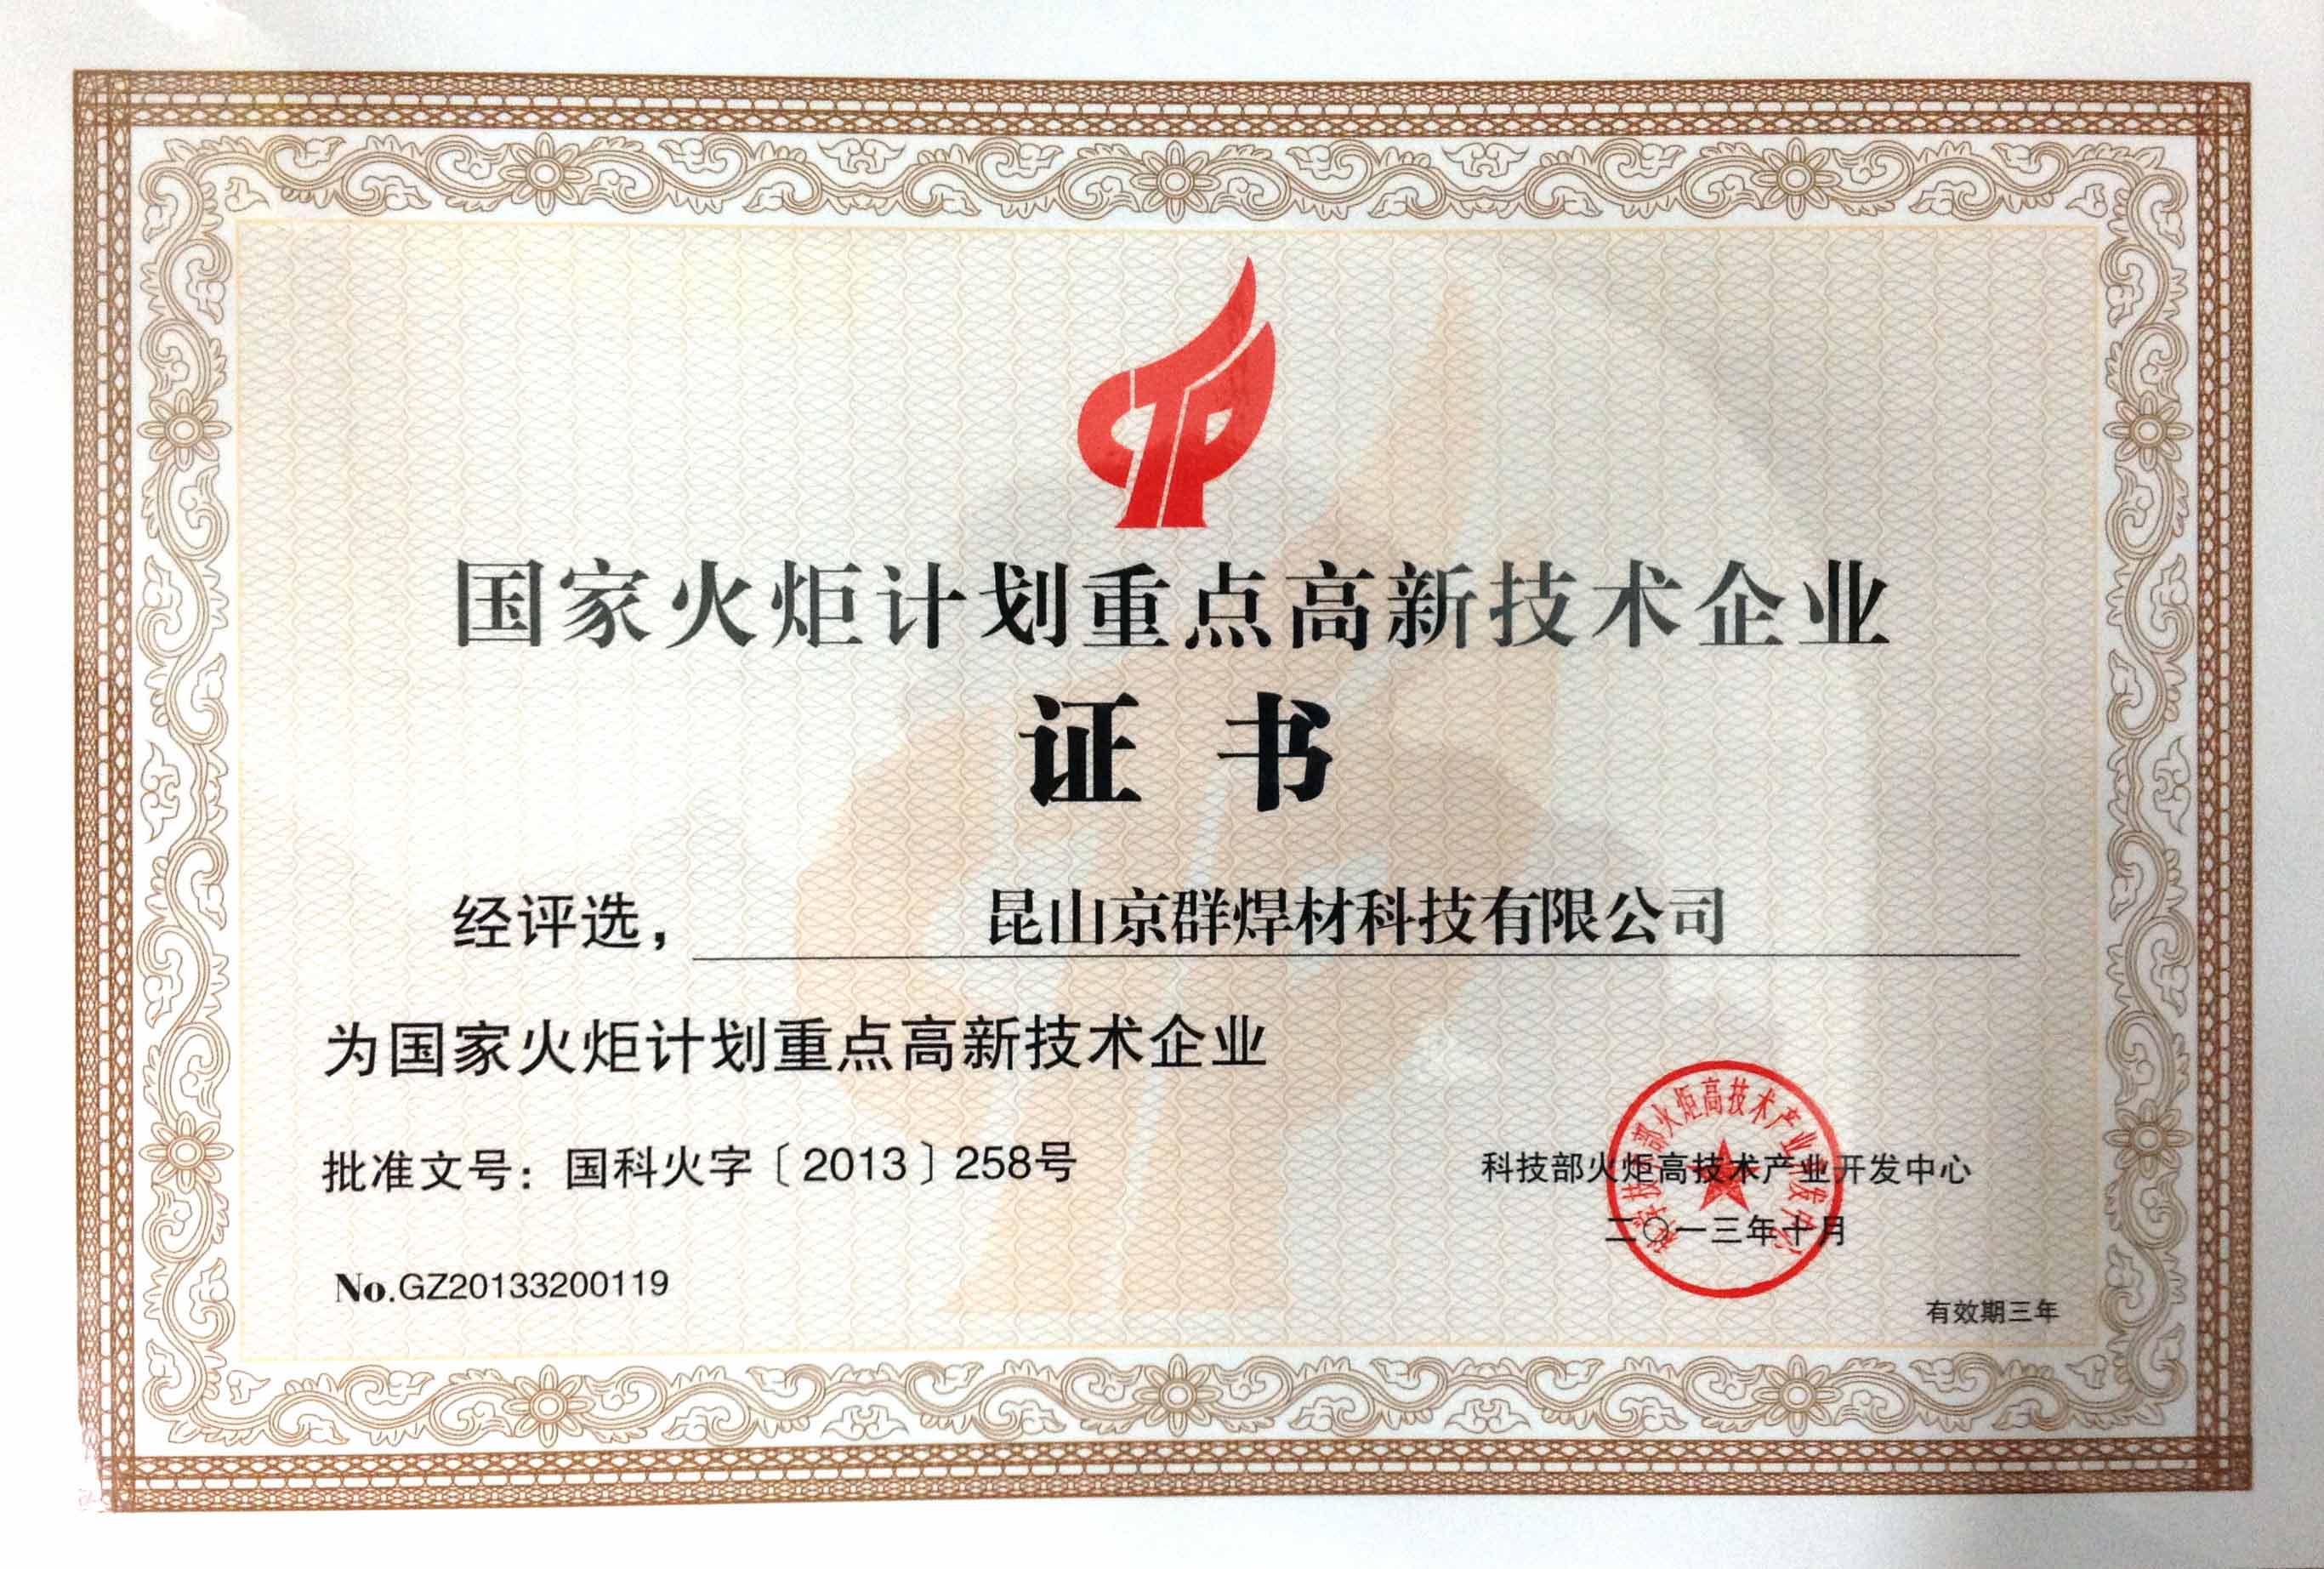 国家火炬计划重点高新技术企业
证书
经评选，昆山京群焊材科技有限公司
为国家火炬计划重点高新技术企业
批准文号：国科火字〔2013〕258号
科技部火炬高技术产业开发中心
二〇一三年十月
No.GZ20133200119
有效期三年